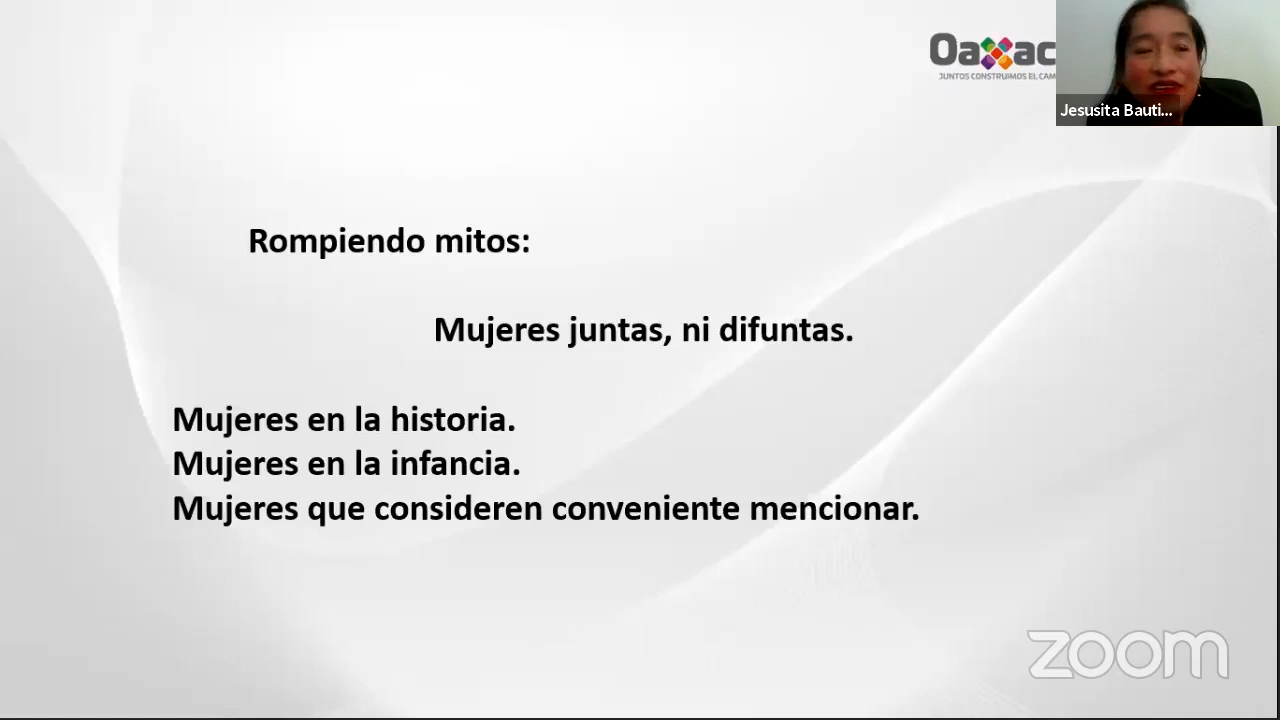 Oaxac
JUNTOS CONSTRUIMOS EL CAM
Jesusita Bauti...
Rompiendo mitos:
Mujeres juntas, ni difuntas.
Mujeres en la historia.
Mujeres en la infancia.
Mujeres que consideren conveniente mencionar.
zoom